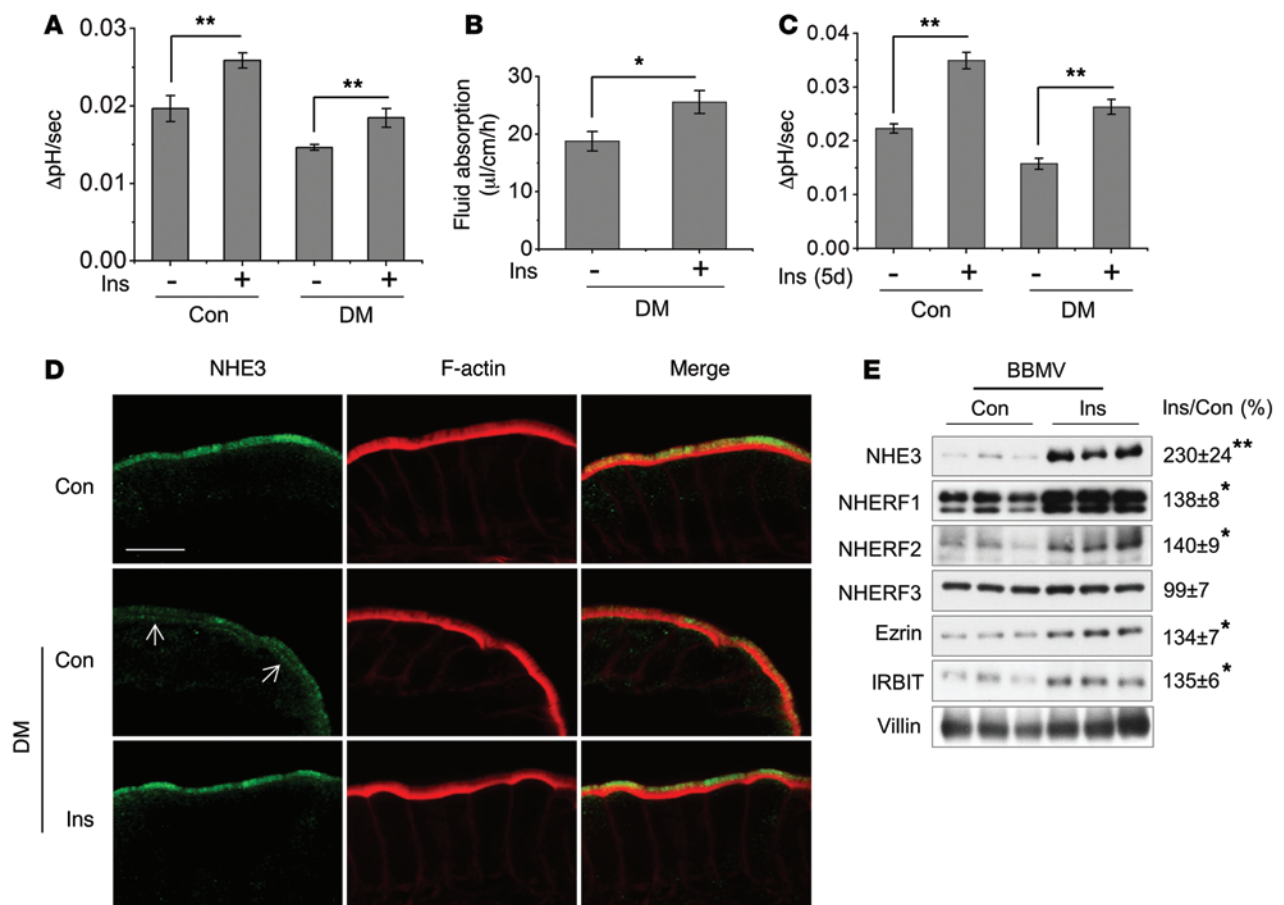 A
0.03
0.02
0.01
0.00
ΔpH/sec
**
**
Ins
- + - +
Con DM
B
30
20
10
0
Fluid absorption
(µl/cm/h)
*
Ins - +
DM
C
0.04
0.03
0.02
0.01
0.00
ΔpH/sec
**
**
Ins (5d) - + - +
Con DM
D
NHE3 F-actin Merge
Con
DM
Con
Ins
E
BBMV
Con Ins Ins/Con (%)
NHE3 230±24**
NHERF1 138±8*
NHERF2 140±9*
NHERF3 99±7
Ezrin 134±7*
IRBIT 135±6*
Villin